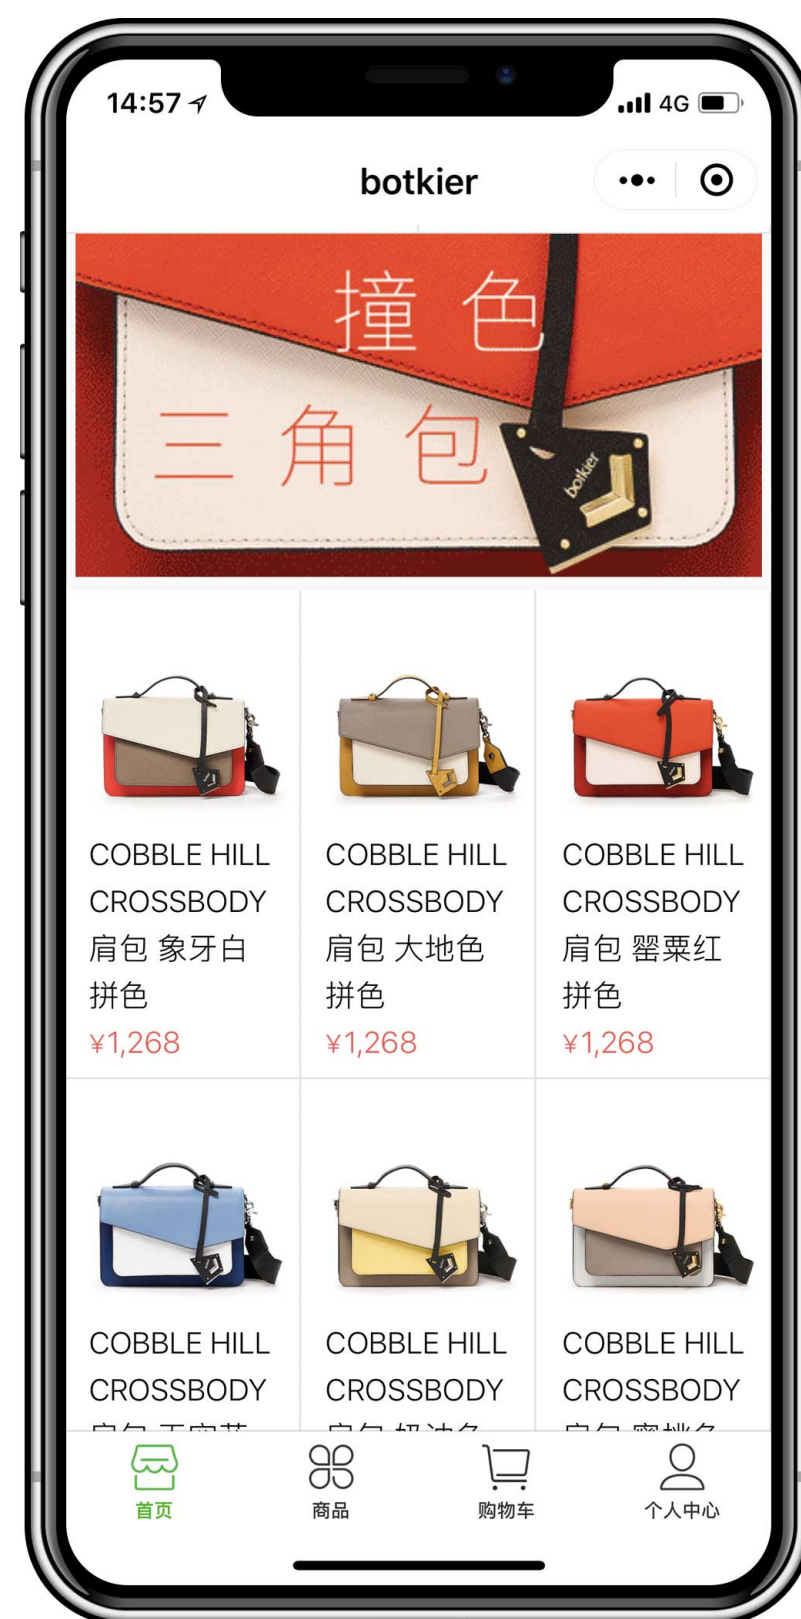 14:57
4G
botkier
撞色
三角包
botkier
COBBLE HILL
CROSSBODY
肩包 象牙白
拼色
¥1,268
COBBLE HILL
CROSSBODY
肩包 大地色
拼色
¥1,268
COBBLE HILL
CROSSBODY
肩包 罂粟红
拼色
¥1,268
COBBLE HILL
CROSSBODY
COBBLE HILL
CROSSBODY
COBBLE HILL
CROSSBODY
首页
商品
购物车
个人中心